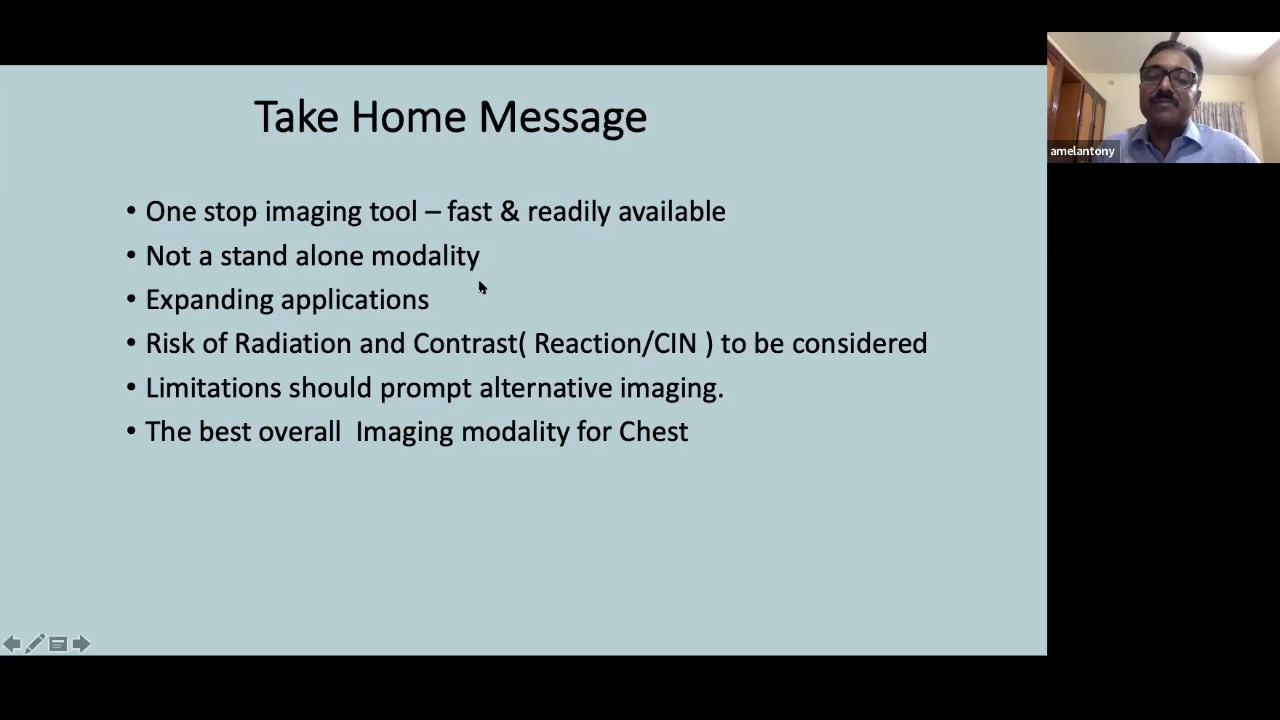 Take Home Message
• One stop imaging tool – fast & readily available
• Not a stand alone modality
• Expanding applications
• Risk of Radiation and Contrast( Reaction/CIN ) to be considered
• Limitations should prompt alternative imaging.
• The best overall  Imaging modality for Chest
amelantony